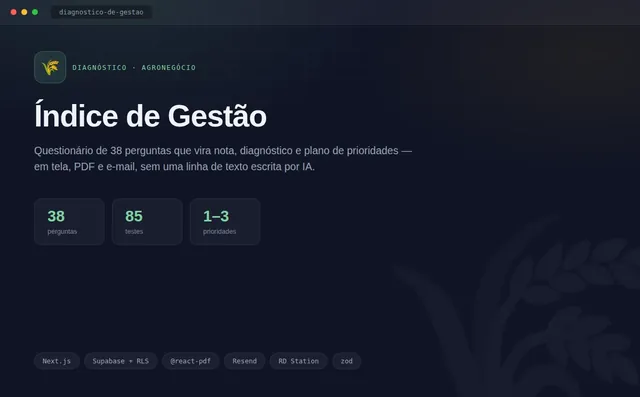 diagnostico-de-gestao
DIAGNÓSTICO · AGRONEGÓCIO
Índice de Gestão
Questionário de 38 perguntas que vira nota, diagnóstico e plano de prioridades —
em tela, PDF e e-mail, sem uma linha de texto escrita por IA.
38 85 1–3
perguntas testes prioridades
Next.js Supabase + RLS @react-pdf Resend RD Station zod